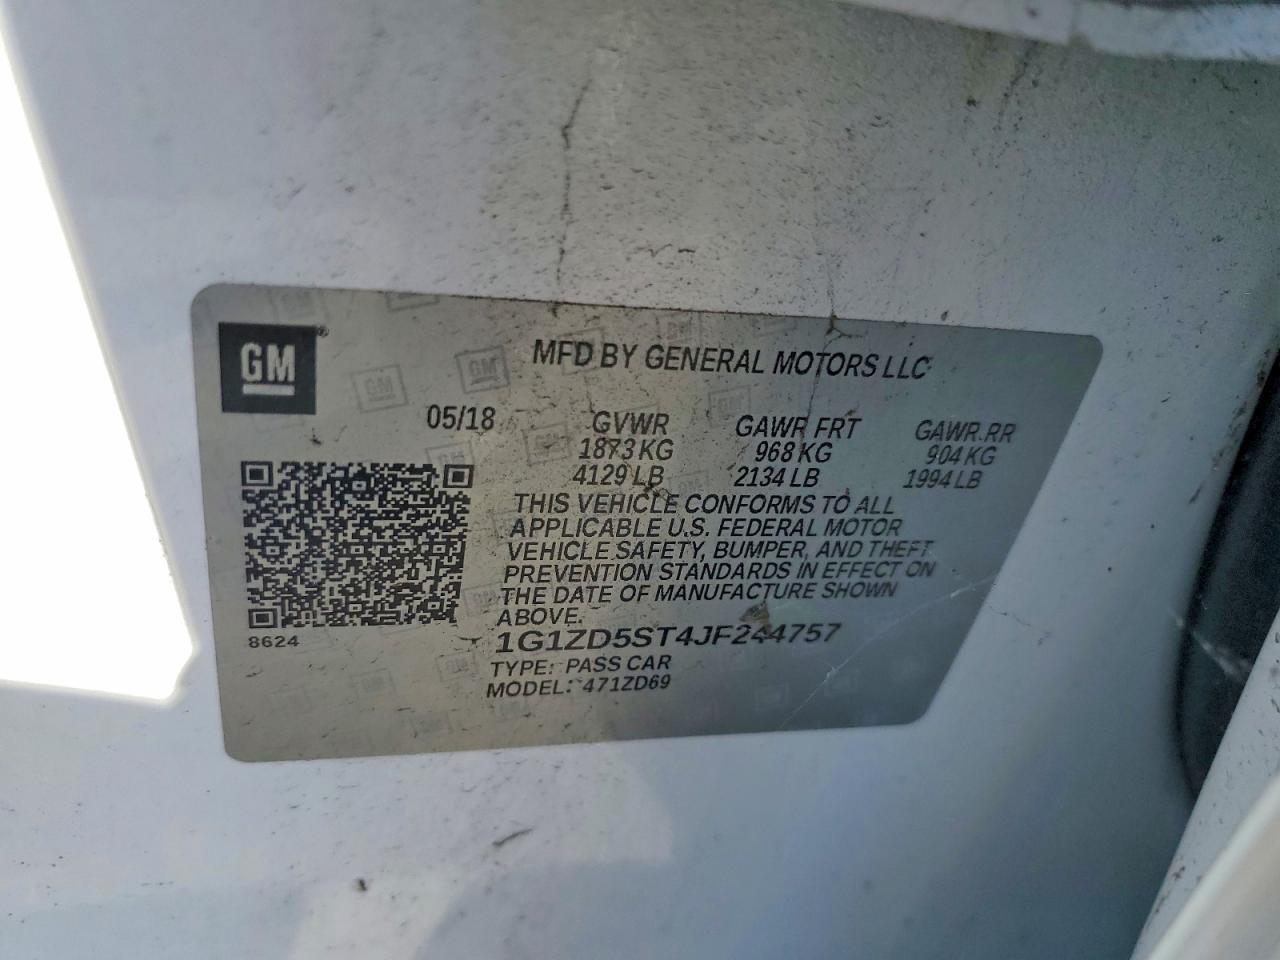 GM®
MFD BY GENERAL MOTORS LLC
05/18 GVWR GAWR FRT GAWR RR
1873 KG 968 KG 904 KG
4129 LB 2134 LB 1994 LB
THIS VEHICLE CONFORMS TO ALL
APPLICABLE U.S. FEDERAL MOTOR
VEHICLE SAFETY, BUMPER, AND THEFT
PREVENTION STANDARDS IN EFFECT ON
THE DATE OF MANUFACTURE SHOWN
ABOVE.
8624
1G1ZD5ST4JF244757
TYPE: PASS CAR
MODEL: 471ZD69